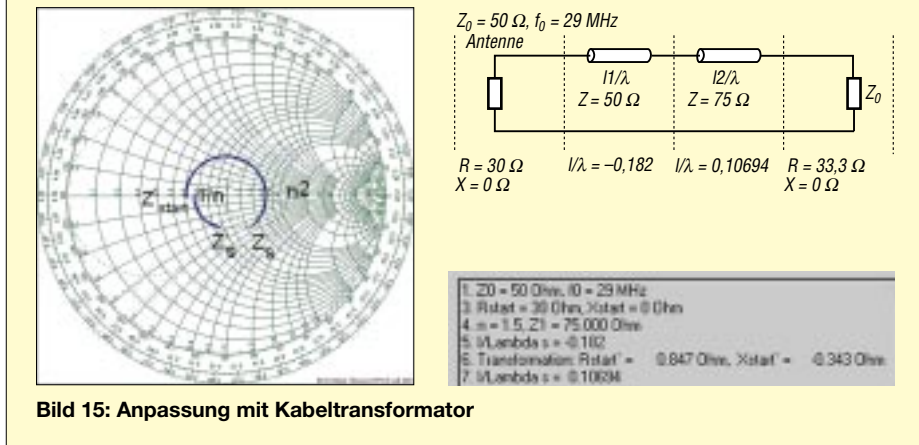 Z₀ = 50 Ω, f₀ = 29 MHz
Antenne
l1/λ
Z = 50 Ω
l2/λ
Z = 75 Ω
Z₀
R = 30 Ω
X = 0 Ω
l/λ = –0,182
l/λ = 0,10694
R = 33,3 Ω
X = 0 Ω
n2
1. Z0 = 50 Ohm, f0 = 29 MHz
3. Rstart = 30 Ohm, Xstart = 0 Ohm
4. n = 1.5, Z1 = 75.000 Ohm
5. l/Lambda s = -0.182
6. Transformation: Rstart` = 0.847 Ohm, Xstart` = -0.343 Ohm
7. l/Lambda s = 0.10694
Bild 15: Anpassung mit Kabeltransformator